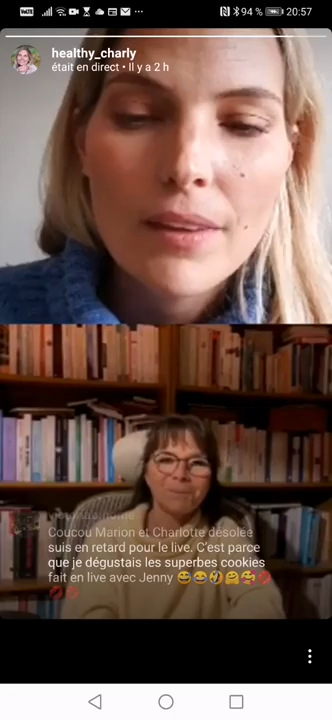 94 % 20:57
healthy_charly
était en direct • Il y a 2 h
Coucou Marion et Charlotte désolée
suis en retard pour le live. C'est parce
que je dégustais les superbes cookies
fait en live avec Jenny 😅😂🤣🤗🥰💋
💋💋